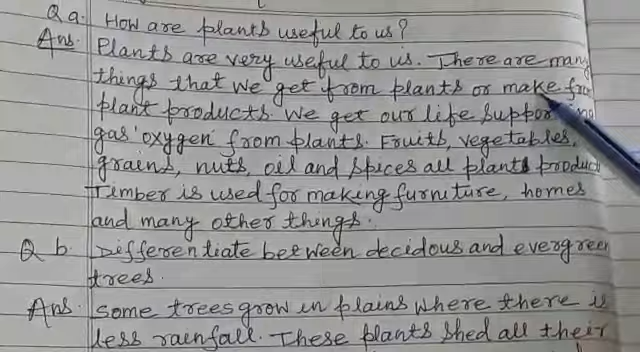 Q a. How are plants useful to us?
Ans. Plants are very useful to us. There are many
things that we get from plants or make from
plant products. We get our life
gas oxygen from plants. Fruits, vegetables,
grains, nuts, oil and spices all plants product
Timber is used for making furniture, homes
and many other things.
Q b. Differentiate between decidous and evergreen
trees.
Ans. Some trees grow in plains where there is
less rainfall. These plants shed all their